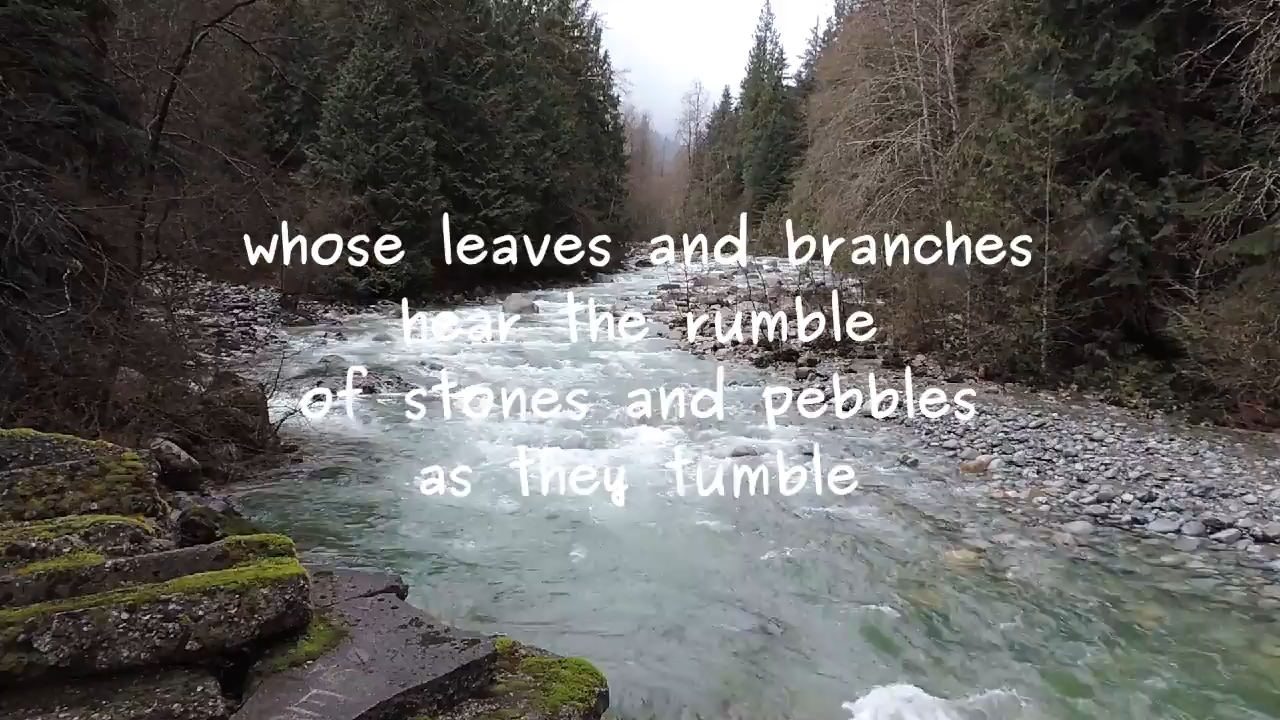 whose leaves and branches
hear the rumble
of stones and pebbles
as they tumble